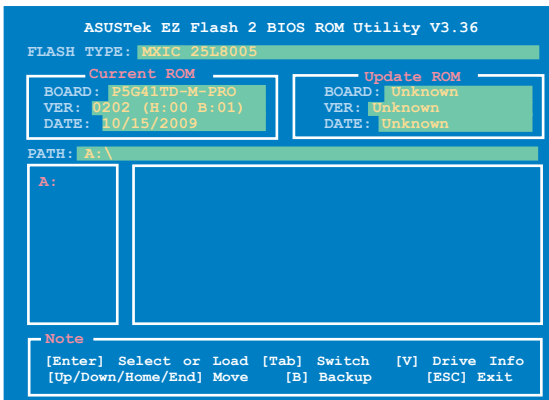 ASUSTek EZ Flash 2 BIOS ROM Utility V3.36
FLASH TYPE: MXIC 25L8005
Current ROM
BOARD: P5G41TD-M-PRO
VER: 0202 (H:00 B:01)
DATE: 10/15/2009
Update ROM
BOARD: Unknown
VER: Unknown
DATE: Unknown
PATH: A:\
A:
Note
[Enter] Select or Load [Tab] Switch [V] Drive Info
[Up/Down/Home/End] Move [B] Backup [ESC] Exit